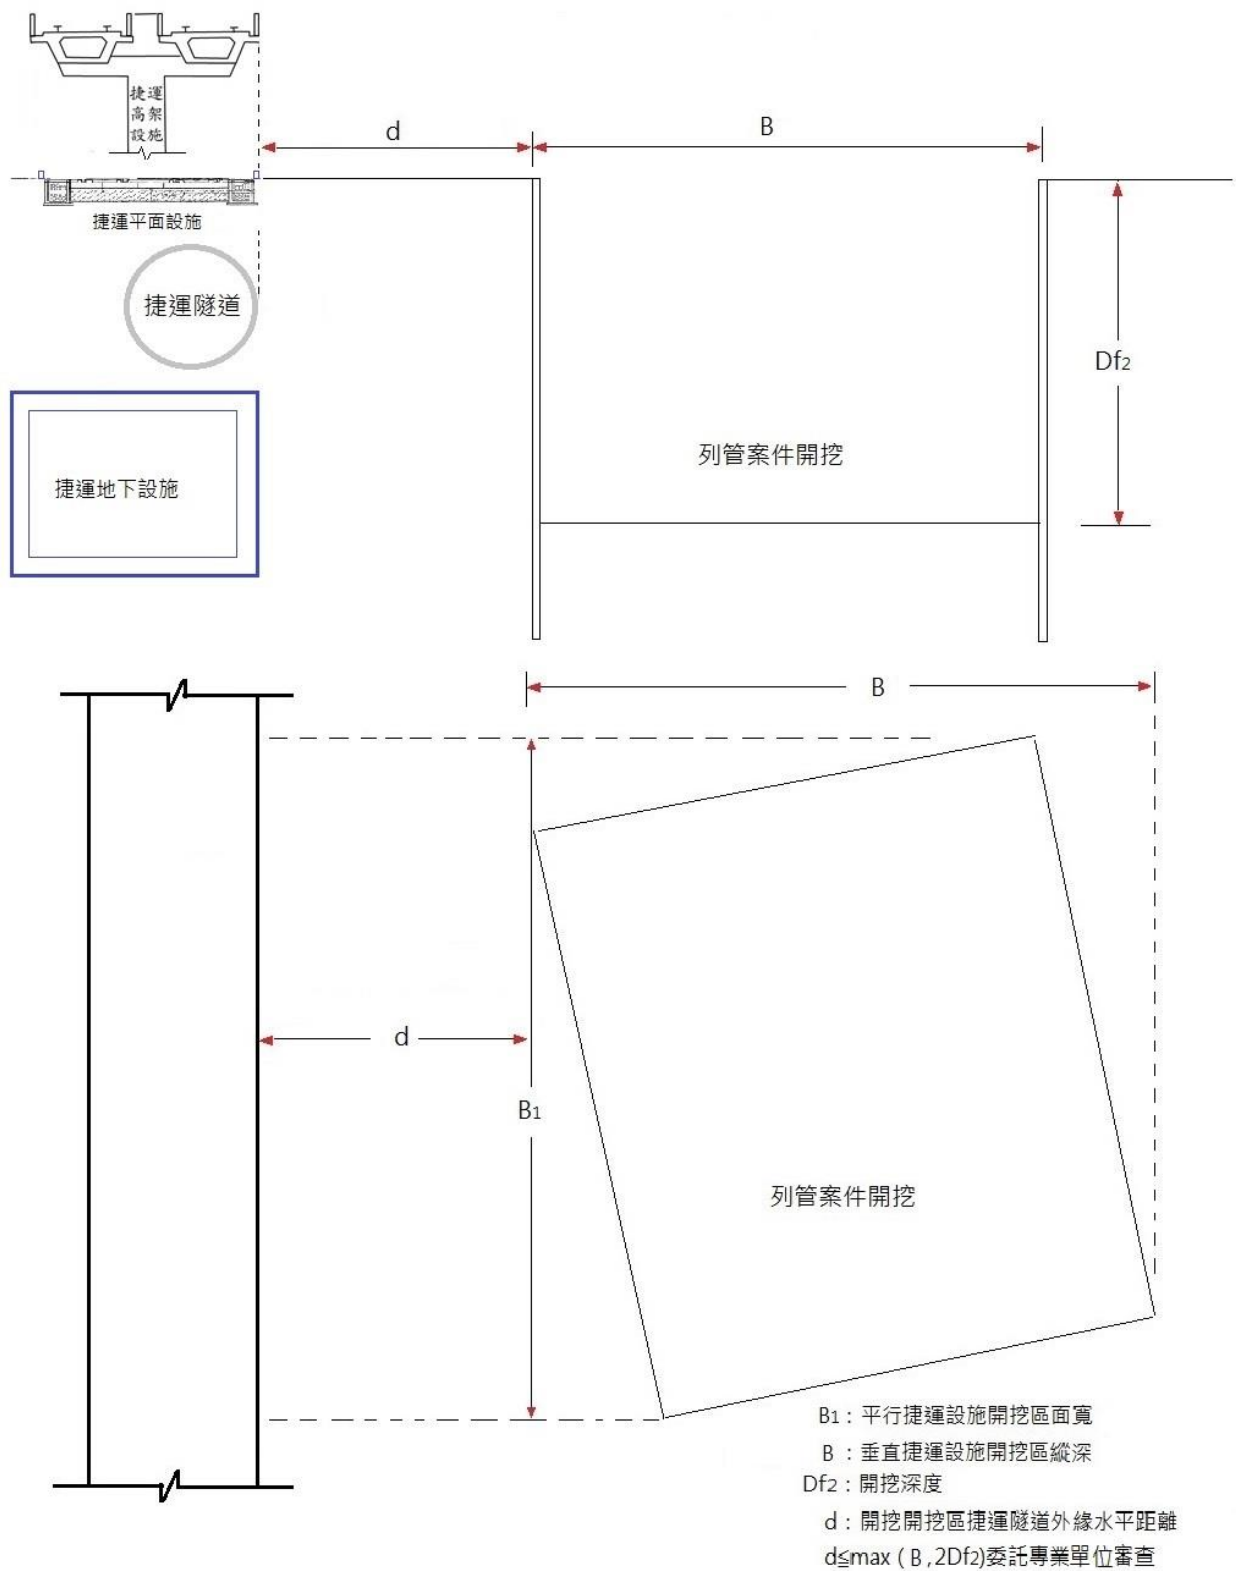 捷運
高架
設施
d
B
捷運平面設施
捷運隧道
Df2
列管案件開挖
捷運地下設施
B
d
B1
列管案件開挖
B1：平行捷運設施開挖區面寬
B：垂直捷運設施開挖區縱深
Df2：開挖深度
d：開挖開挖區捷運隧道外緣水平距離
d≦max（B,2Df2)委託專業單位審查